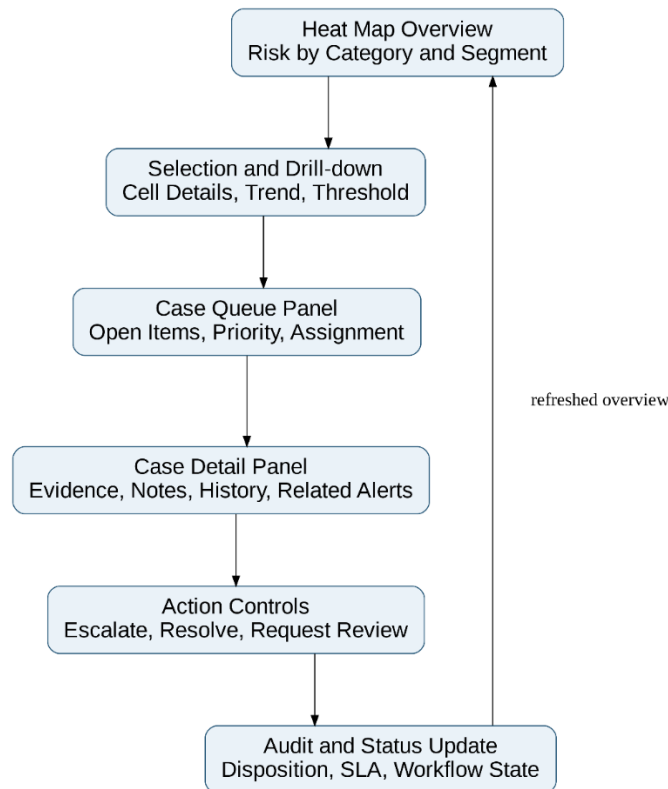 Heat Map Overview
Risk by Category and Segment
Selection and Drill-down
Cell Details, Trend, Threshold
Case Queue Panel
Open Items, Priority, Assignment
refreshed overview
Case Detail Panel
Evidence, Notes, History, Related Alerts
Action Controls
Escalate, Resolve, Request Review
Audit and Status Update
Disposition, SLA, Workflow State